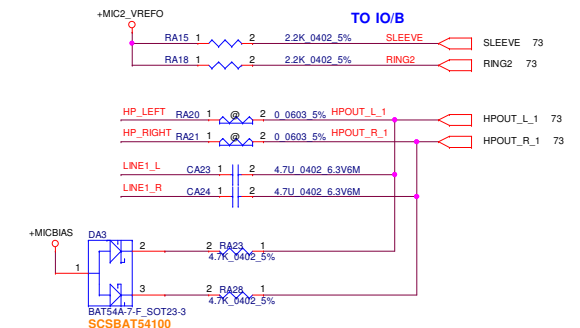 +MIC2_VREFO
TO IO/B
RA15 1 2 2.2K_0402_5% SLEEVE SLEEVE 73
RA18 1 2 2.2K_0402_5% RING2 RING2 73
HP_LEFT RA20 1 @ 2 0_0603_5% HPOUT_L_1 HPOUT_L_1 73
HP_RIGHT RA21 1 @ 2 0_0603_5% HPOUT_R_1 HPOUT_R_1 73
LINE1_L CA23 1 2 4.7U_0402_6.3V6M
LINE1_R CA24 1 2 4.7U_0402_6.3V6M
+MICBIAS
DA3
2 2 RA23 1
4.7K_0402_5%
1
3 2 RA28 1
4.7K_0402_5%
BAT54A-7-F_SOT23-3
SCSBAT54100